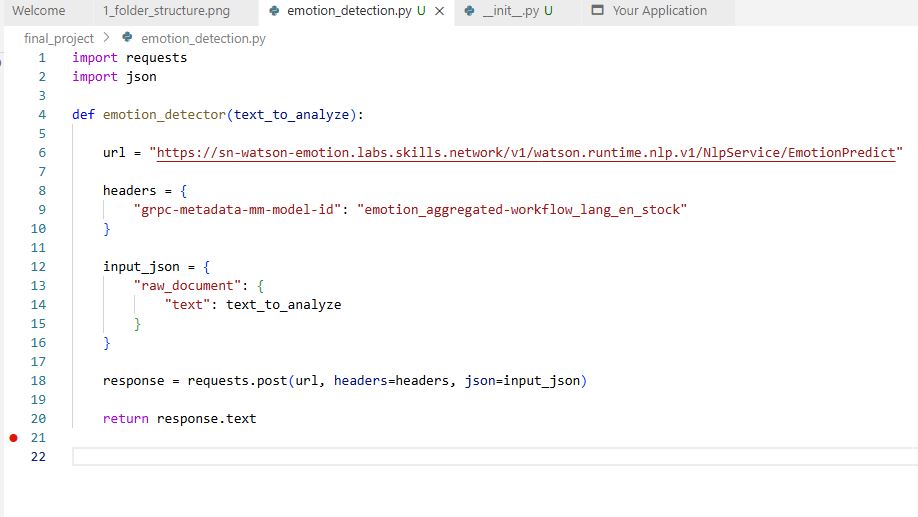 Welcome 1_folder_structure.png emotion_detection.py U __init__.py U Your Application
final_project > emotion_detection.py
1 import requests
2 import json
3
4 def emotion_detector(text_to_analyze):
5
6 url = "https://sn-watson-emotion.labs.skills.network/v1/watson.runtime.nlp.v1/NlpService/EmotionPredict"
7
8 headers = {
9 "grpc-metadata-mm-model-id": "emotion_aggregated-workflow_lang_en_stock"
10 }
11
12 input_json = {
13 "raw_document": {
14 "text": text_to_analyze
15 }
16 }
17
18 response = requests.post(url, headers=headers, json=input_json)
19
20 return response.text
21
22